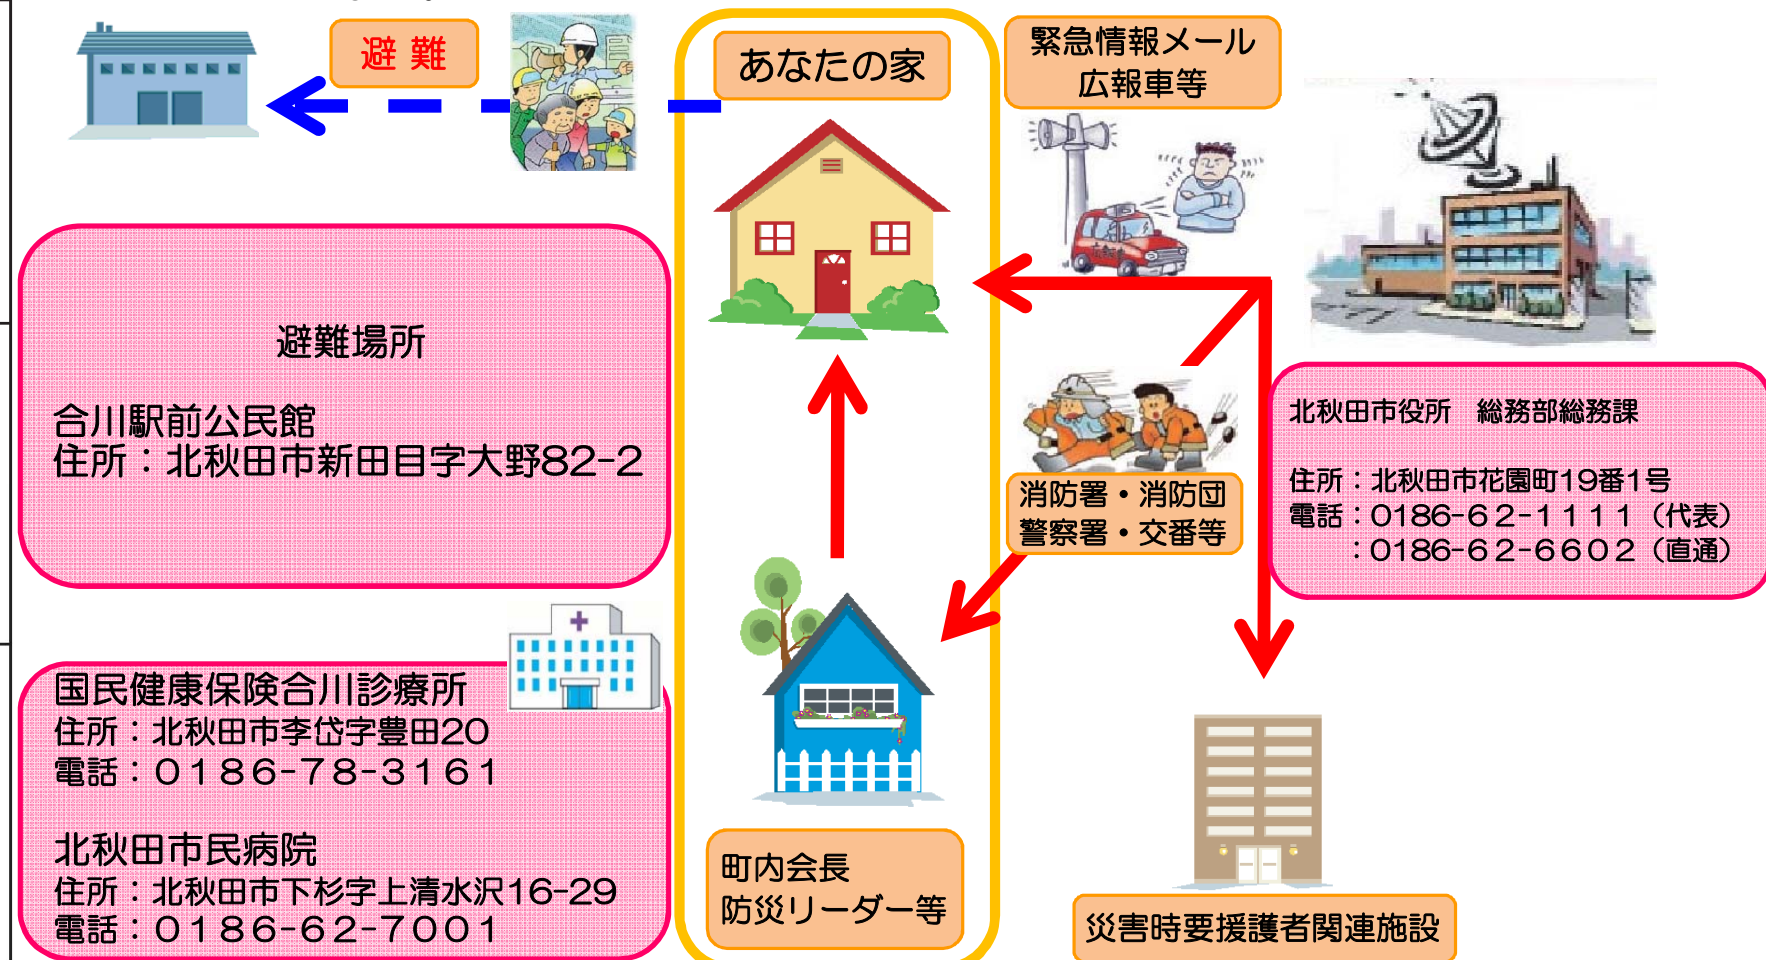 避 難
あなたの家
緊急情報メール
広報車等
避難場所
合川駅前公民館
住所：北秋田市新田目字大野82-2
消防署・消防団
警察署・交番等
北秋田市役所　総務部総務課
住所：北秋田市花園町19番1号
電話：0186-６２-１１１１（代表）
：0186-６２-６６０２（直通）
国民健康保険合川診療所
住所：北秋田市李岱字豊田20
電話：０１８６-７８-３１６１
北秋田市民病院
住所：北秋田市下杉字上清水沢16-29
電話：０１８６-６２-７００１
町内会長
防災リーダー等
災害時要援護者関連施設